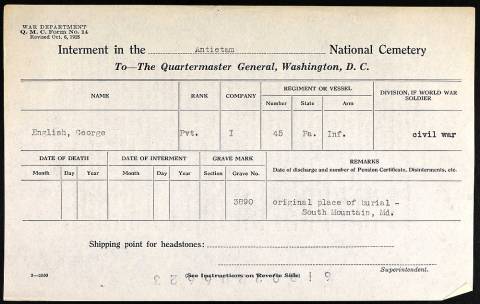 WAR DEPARTMENT
Q. M. C. Form No. 14
Revised Oct. 6, 1928
Interment in the Antietam National Cemetery
To—The Quartermaster General, Washington, D. C.
NAME RANK COMPANY REGIMENT OR VESSEL DIVISION, IF WORLD WAR SOLDIER
Number State Arm
English, George Pvt. I 45 Pa. Inf. civil war
DATE OF DEATH DATE OF INTERMENT GRAVE MARK REMARKS
Month Day Year Month Day Year Section Grave No. Date of discharge and number of Pension Certificate, Disinterments, etc.
3890 original place of burial -
South Mountain, Md.
Shipping point for headstones:
(See Instructions on Reverse Side)
Superintendent.